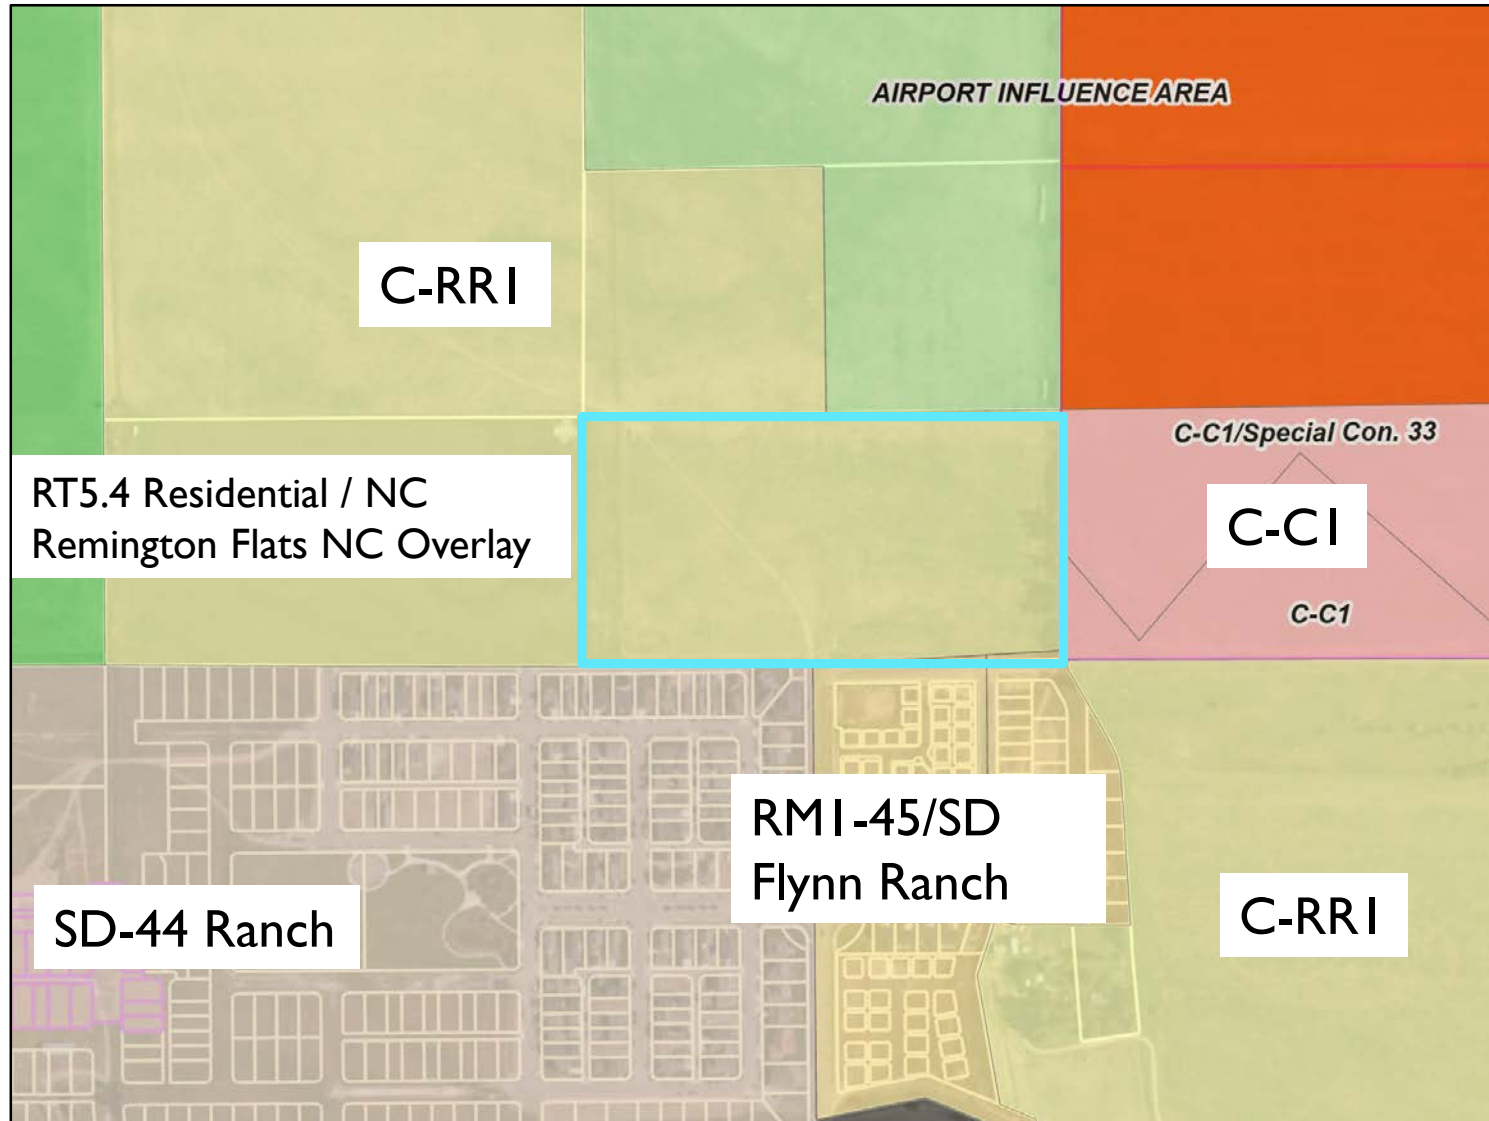 AIRPORT INFLUENCE AREA
C-RR1
C-C1/Special Con. 33
RT5.4 Residential / NC
Remington Flats NC Overlay
C-C1
C-C1
RM1-45/SD
Flynn Ranch
SD-44 Ranch
C-RR1